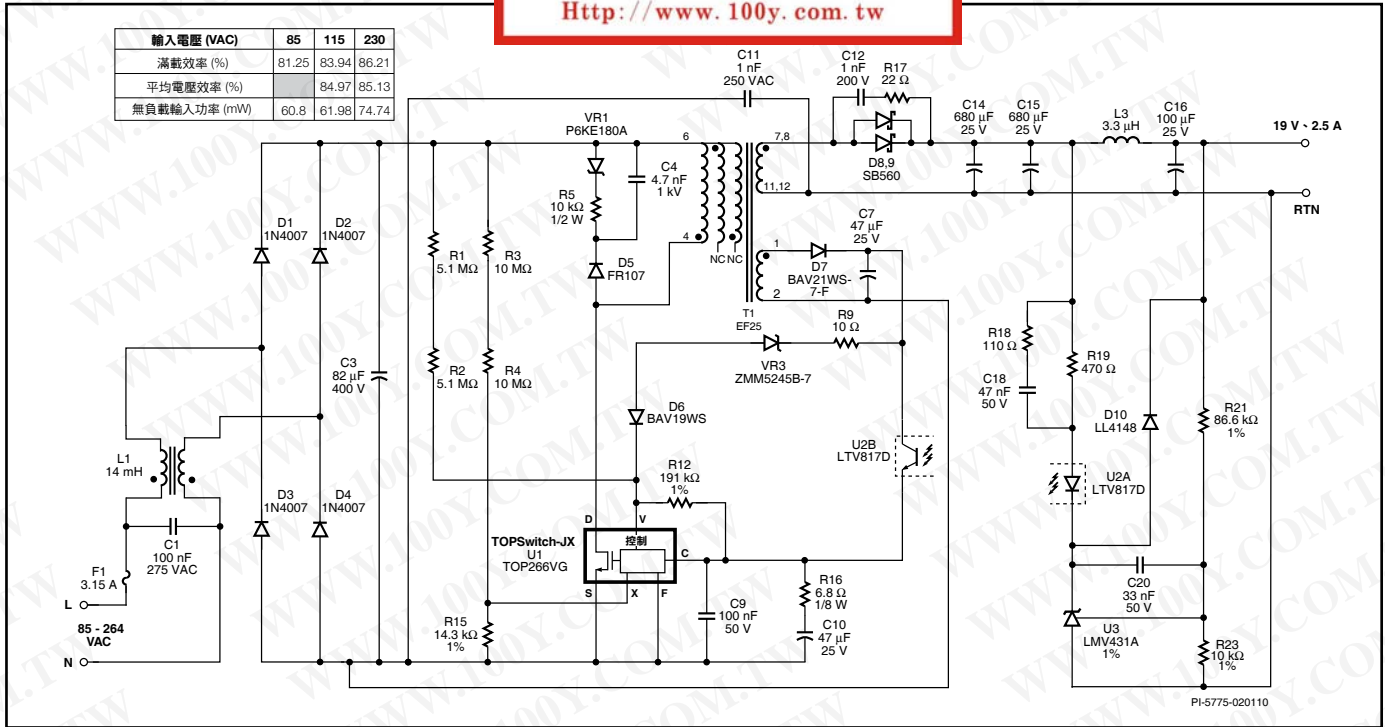 Http://www.100y.com.tw
輸入電壓 (VAC) 85 115 230
滿載效率 (%) 81.25 83.94 86.21
平均電壓效率 (%) 84.97 85.13
無負載輸入功率 (mW) 60.8 61.98 74.74
C11
1 nF
250 VAC
C12
1 nF
200 V
R17
22 Ω
VR1
P6KE180A
C4
4.7 nF
1 kV
R5
10 kΩ
1/2 W
6
4
NC NC
7,8
11,12
D8,9
SB560
C14
680 µF
25 V
C15
680 µF
25 V
L3
3.3 µH
C16
100 µF
25 V
19 V、2.5 A
RTN
D1
1N4007
D2
1N4007
R1
5.1 MΩ
R3
10 MΩ
D5
FR107
1
2
D7
BAV21WS-
7-F
C7
47 µF
25 V
T1
EF25
R9
10 Ω
VR3
ZMM5245B-7
C3
82 µF
400 V
R2
5.1 MΩ
R4
10 MΩ
D6
BAV19WS
R18
110 Ω
R19
470 Ω
C18
47 nF
50 V
D10
LL4148
R21
86.6 kΩ
1%
U2B
LTV817D
U2A
LTV817D
L1
14 mH
R12
191 kΩ
1%
D3
1N4007
D4
1N4007
C1
100 nF
275 VAC
F1
3.15 A
L
85 - 264
VAC
N
D V
TOPSwitch-JX
U1
TOP266VG
控制
C
S X F
R15
14.3 kΩ
1%
C9
100 nF
50 V
R16
6.8 Ω
1/8 W
C10
47 µF
25 V
C20
33 nF
50 V
U3
LMV431A
1%
R23
10 kΩ
1%
PI-5775-020110
WWW.100Y.COM.TW